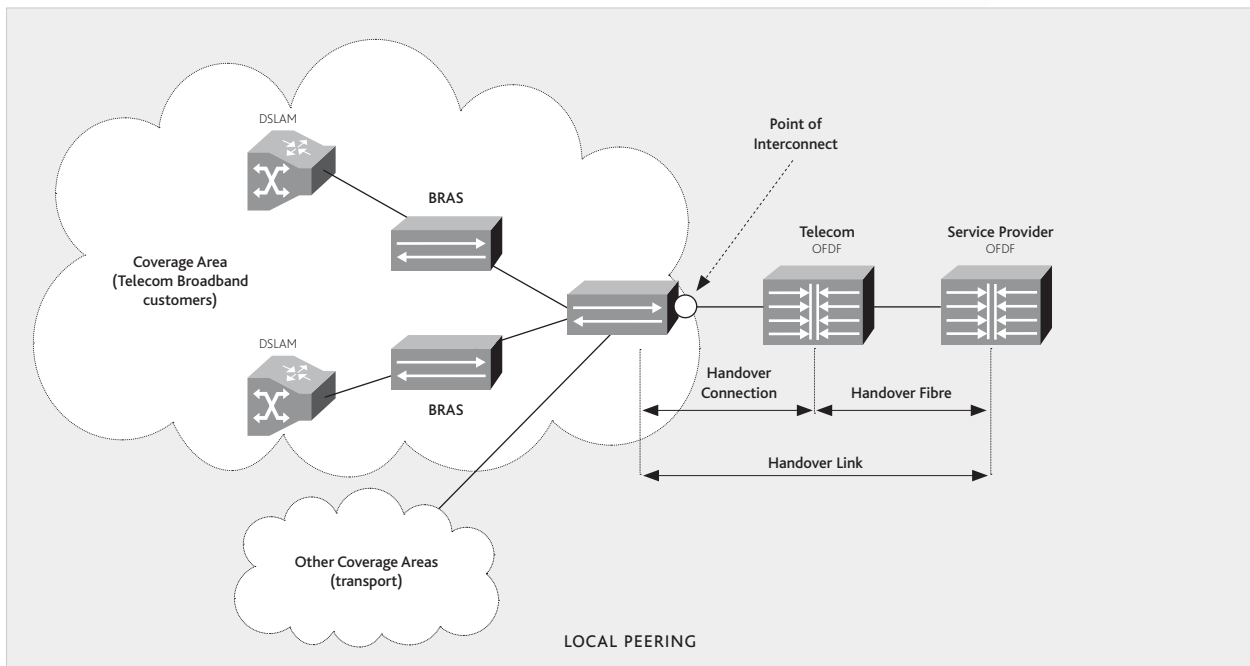 DSLAM
BRAS
Point of
Interconnect
Telecom
OFDF
Service Provider
OFDF
Coverage Area
(Telecom Broadband
customers)
DSLAM
BRAS
Handover
Connection
Handover Fibre
Handover Link
Other Coverage Areas
(transport)
LOCAL PEERING